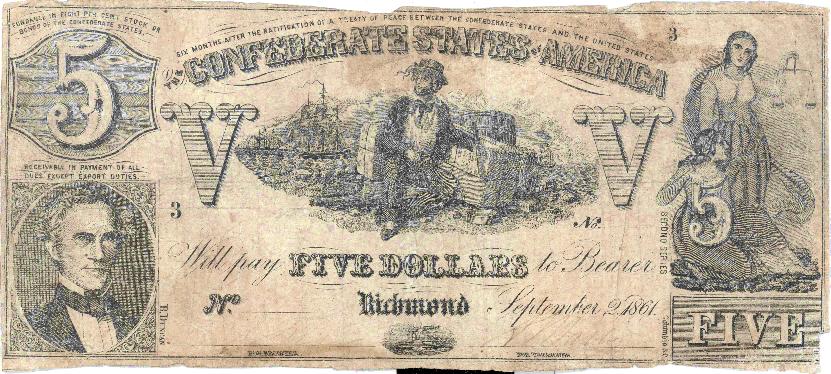 FUNDABLE IN EIGHT PER CENT STOCK OR
BONDS OF THE CONFEDERATE STATES.
SIX MONTHS AFTER THE RATIFICATION OF A TREATY OF PEACE BETWEEN THE CONFEDERATE STATES AND THE UNITED STATES
THE CONFEDERATE STATES OF AMERICA
3
5
V
V
RECEIVABLE IN PAYMENT OF ALL
DUES EXCEPT EXPORT DUTIES.
3
No.
5
SECOND SERIES
Will pay FIVE DOLLARS to Bearer
No
Richmond September 2, 1861.
FIVE